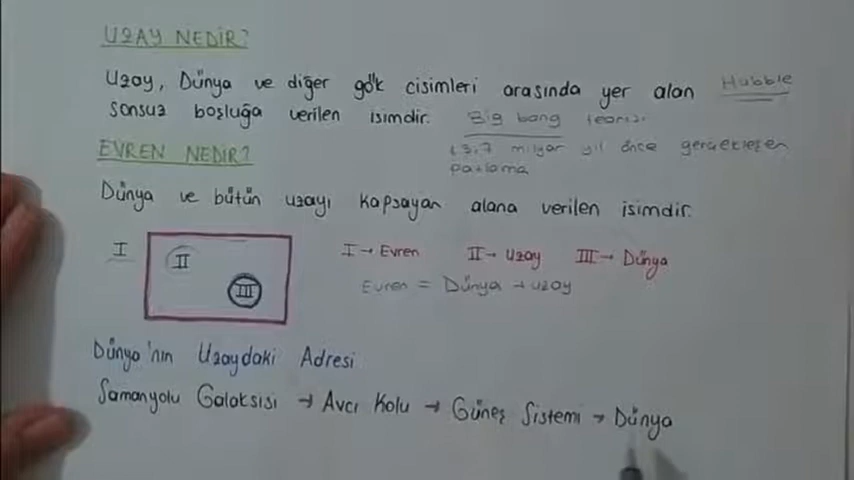 UZAY NEDİR?
Uzay, Dünya ve diğer gök cisimleri arasında yer alan Hubble
sonsuz boşluğa verilen isimdir. Big bang teorisi.
EVREN NEDİR?
13,7 milyar yıl önce gerçekleşen
patlama
Dünya ve bütün uzayı kapsayan alana verilen isimdir.
I II III
I → Evren II → Uzay III → Dünya
Evren = Dünya + uzay
Dünya'nın Uzaydaki Adresi
Samanyolu Galaksisi → Avcı Kolu → Güneş Sistemi → Dünya